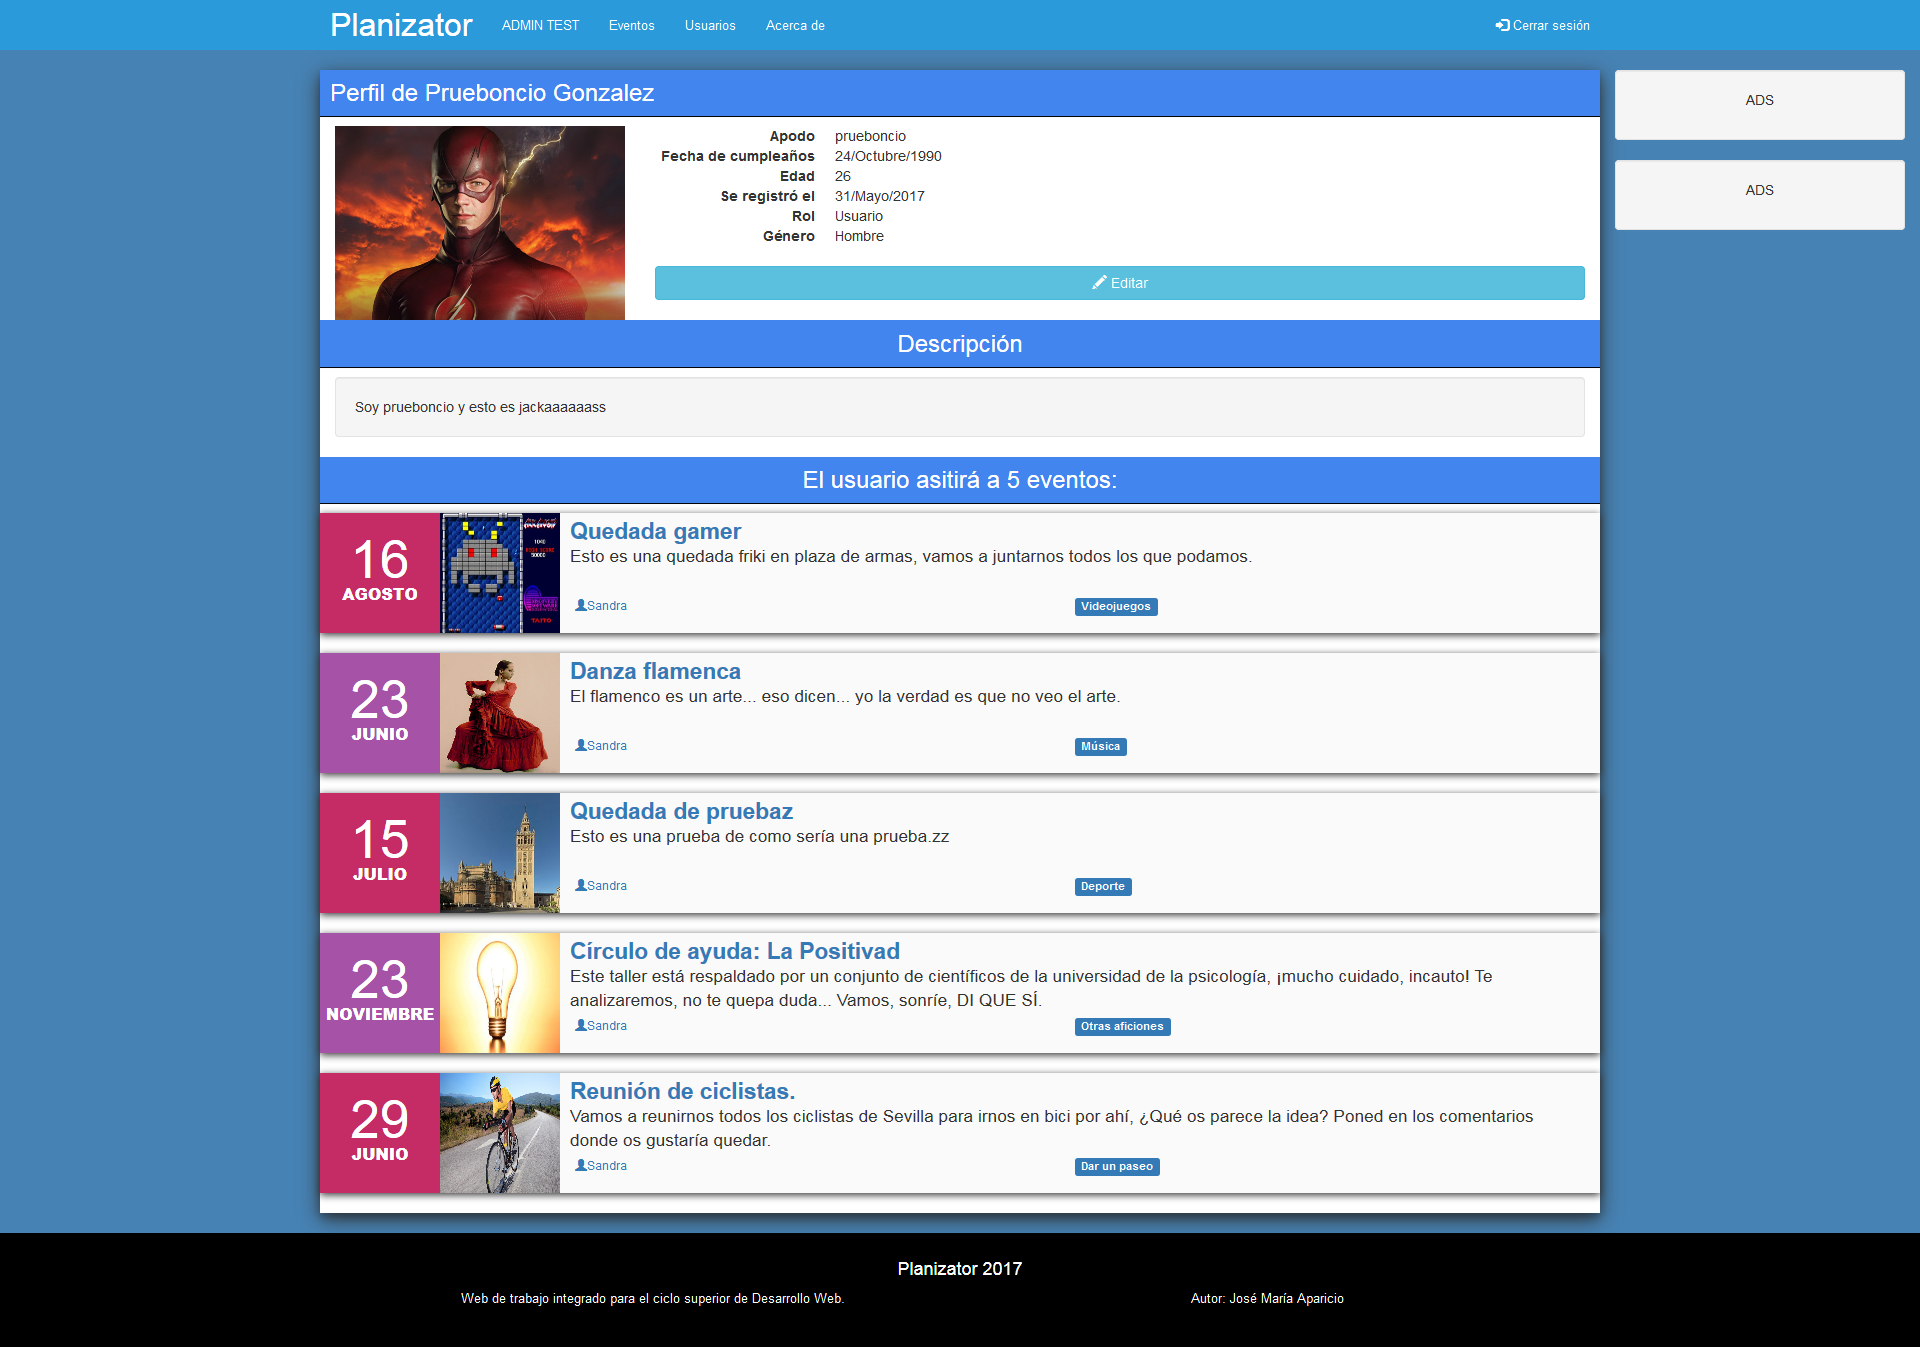 Planizator
ADMIN TEST
Eventos
Usuarios
Acerca de
Cerrar sesión
Perfil de Prueboncio Gonzalez
Apodo prueboncio
Fecha de cumpleaños 24/Octubre/1990
Edad 26
Se registró el 31/Mayo/2017
Rol Usuario
Género Hombre
Editar
ADS
ADS
Descripción
Soy prueboncio y esto es jackaaaaaass
El usuario asitirá a 5 eventos:
16
AGOSTO
Quedada gamer
Esto es una quedada friki en plaza de armas, vamos a juntarnos todos los que podamos.
Sandra
Videojuegos
TAITO
23
JUNIO
Danza flamenca
El flamenco es un arte... eso dicen... yo la verdad es que no veo el arte.
Sandra
Música
15
JULIO
Quedada de pruebaz
Esto es una prueba de como sería una prueba.zz
Sandra
Deporte
23
NOVIEMBRE
Círculo de ayuda: La Positivad
Este taller está respaldado por un conjunto de científicos de la universidad de la psicología, ¡mucho cuidado, incauto! Te
analizaremos, no te quepa duda... Vamos, sonríe, DI QUE SÍ.
Sandra
Otras aficiones
29
JUNIO
Reunión de ciclistas.
Vamos a reunirnos todos los ciclistas de Sevilla para irnos en bici por ahí, ¿Qué os parece la idea? Poned en los comentarios
donde os gustaría quedar.
Sandra
Dar un paseo
Planizator 2017
Web de trabajo integrado para el ciclo superior de Desarrollo Web.
Autor: José María Aparicio